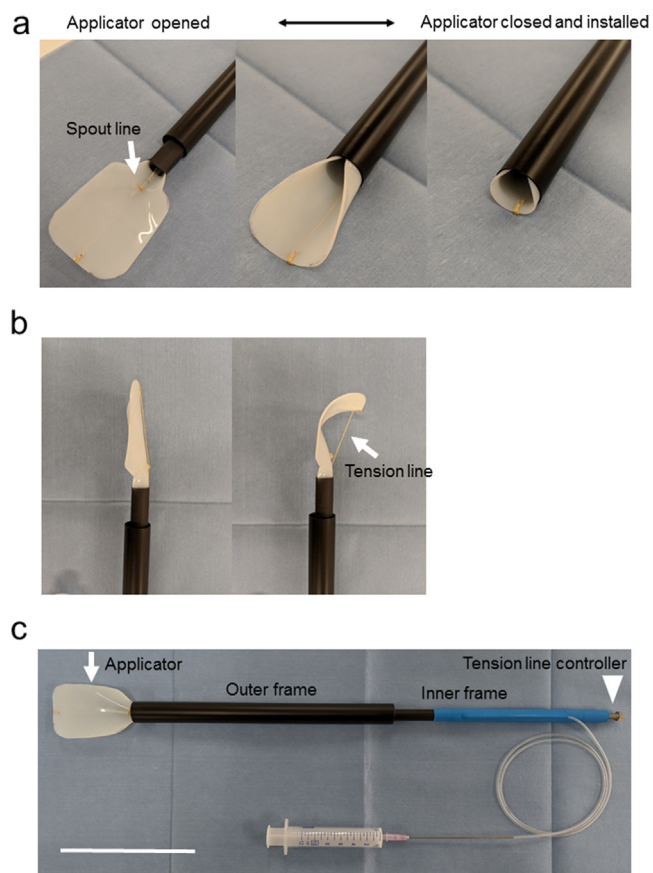 a
Applicator opened
Applicator closed and installed
Spout line
b
Tension line
c
Applicator
Outer frame
Inner frame
Tension line controller